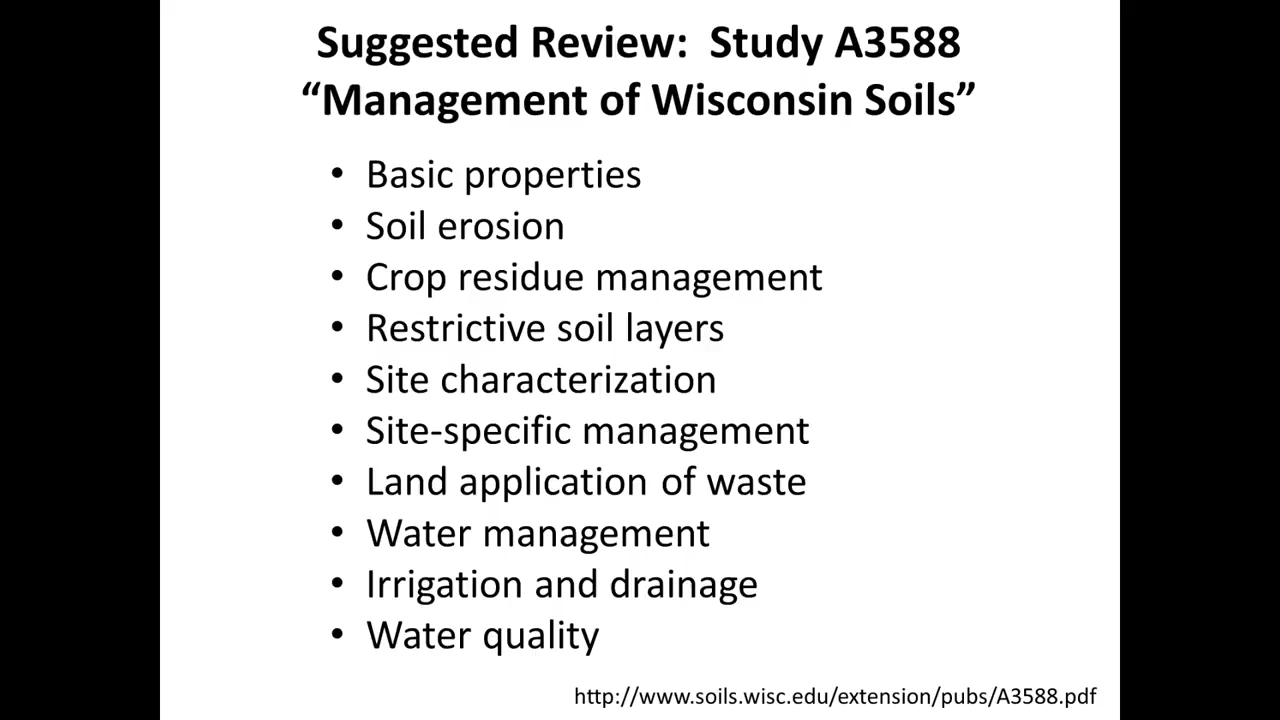 Suggested Review:  Study A3588
“Management of Wisconsin Soils”
• Basic properties
• Soil erosion
• Crop residue management
• Restrictive soil layers
• Site characterization
• Site-specific management
• Land application of waste
• Water management
• Irrigation and drainage
• Water quality
http://www.soils.wisc.edu/extension/pubs/A3588.pdf